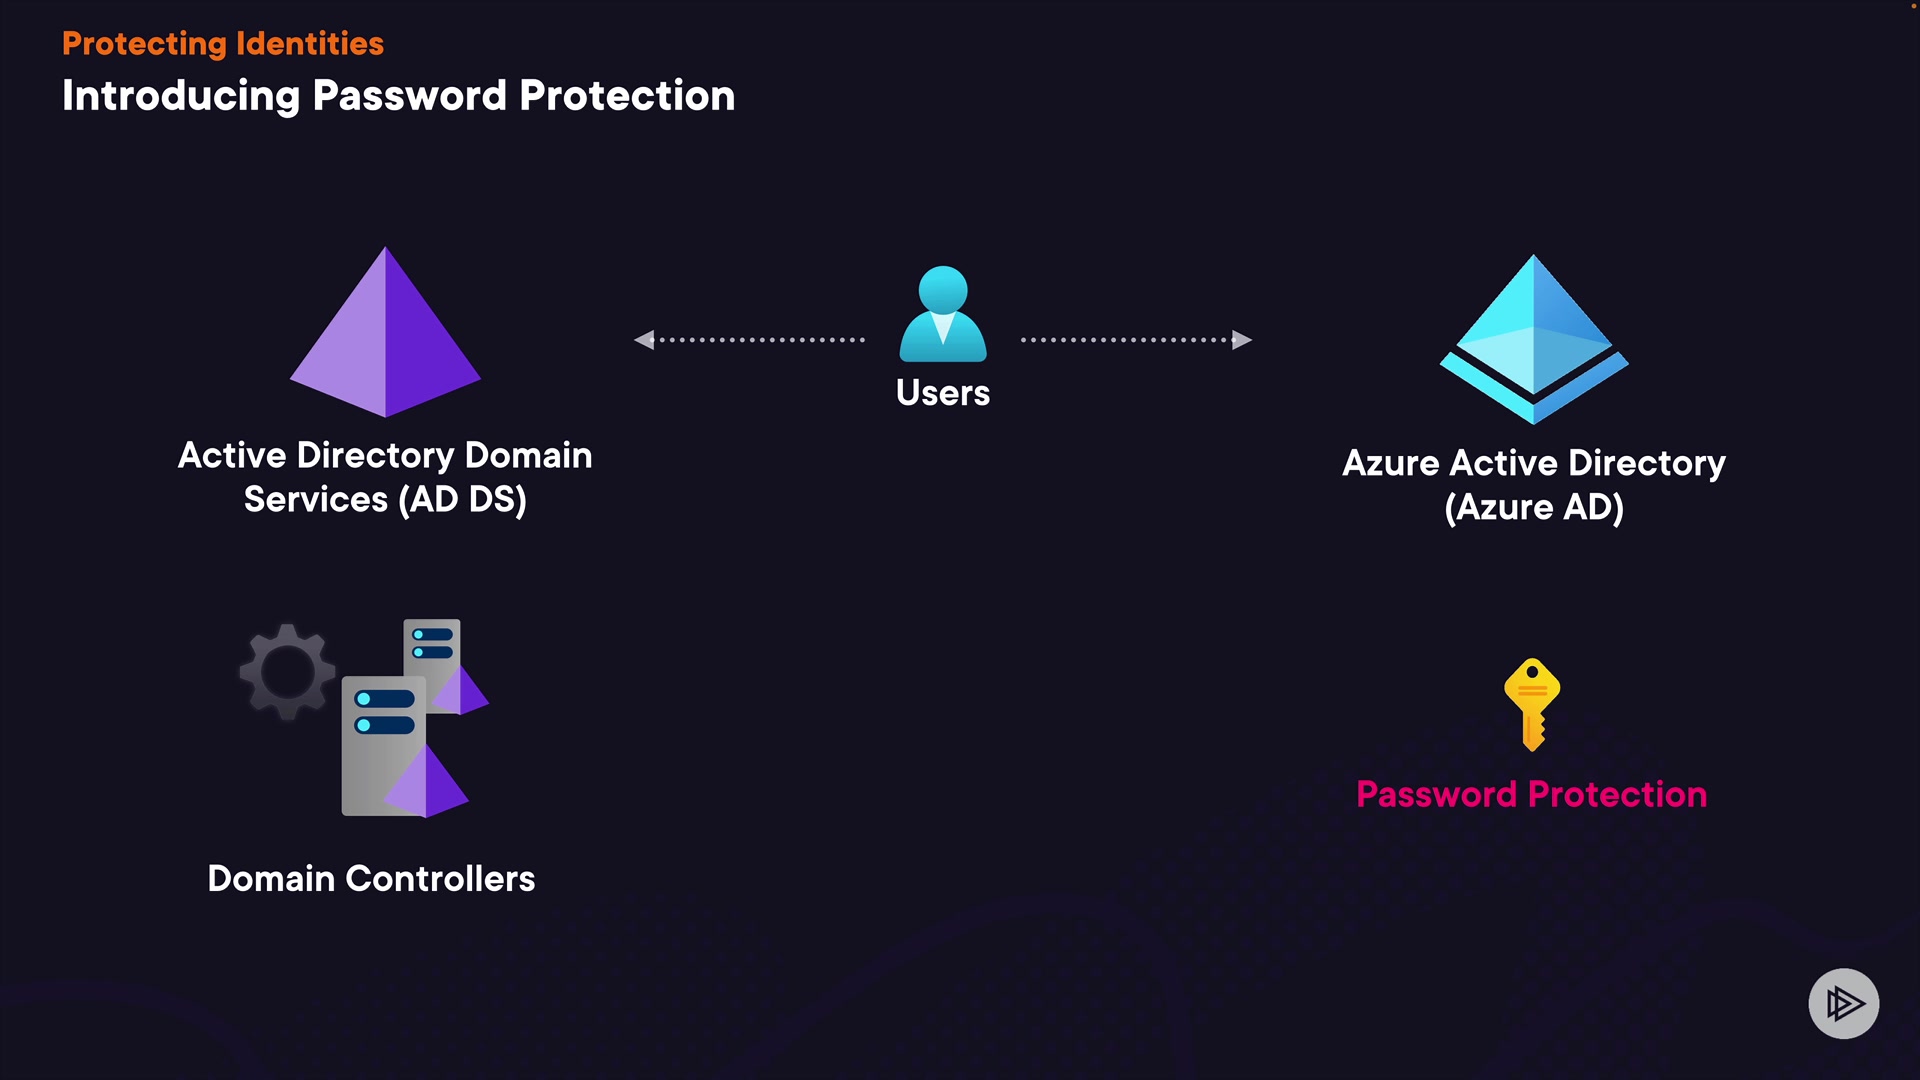 Protecting Identities
Introducing Password Protection
Users
Active Directory Domain
Services (AD DS)
Azure Active Directory
(Azure AD)
Domain Controllers
Password Protection